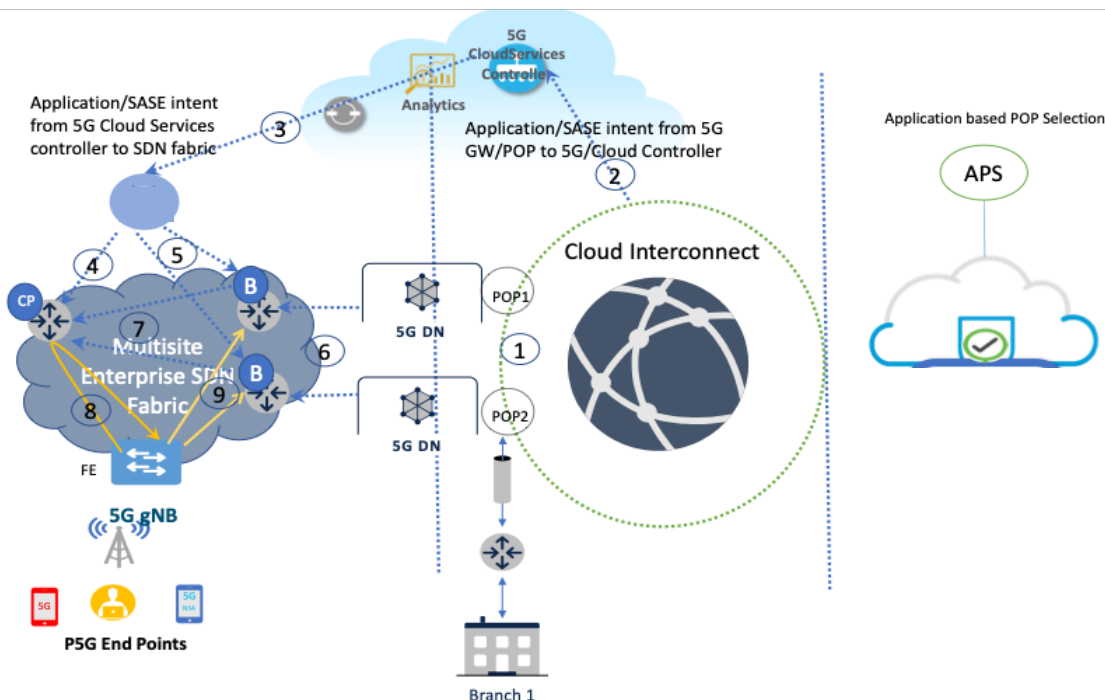 5G
CloudServices
Controller
Analytics
Application/SASE intent
from 5G Cloud Services
controller to SDN fabric
3
Application/SASE intent from 5G
GW/POP to 5G/Cloud Controller
2
Application based POP Selection
APS
4
5
Cloud Interconnect
CP
B
POP1
5G DN
7
6
1
Multisite
Enterprise SDN
Fabric
B
9
8
POP2
5G DN
FE
5G gNB
5G
5G
NSA
P5G End Points
Branch 1